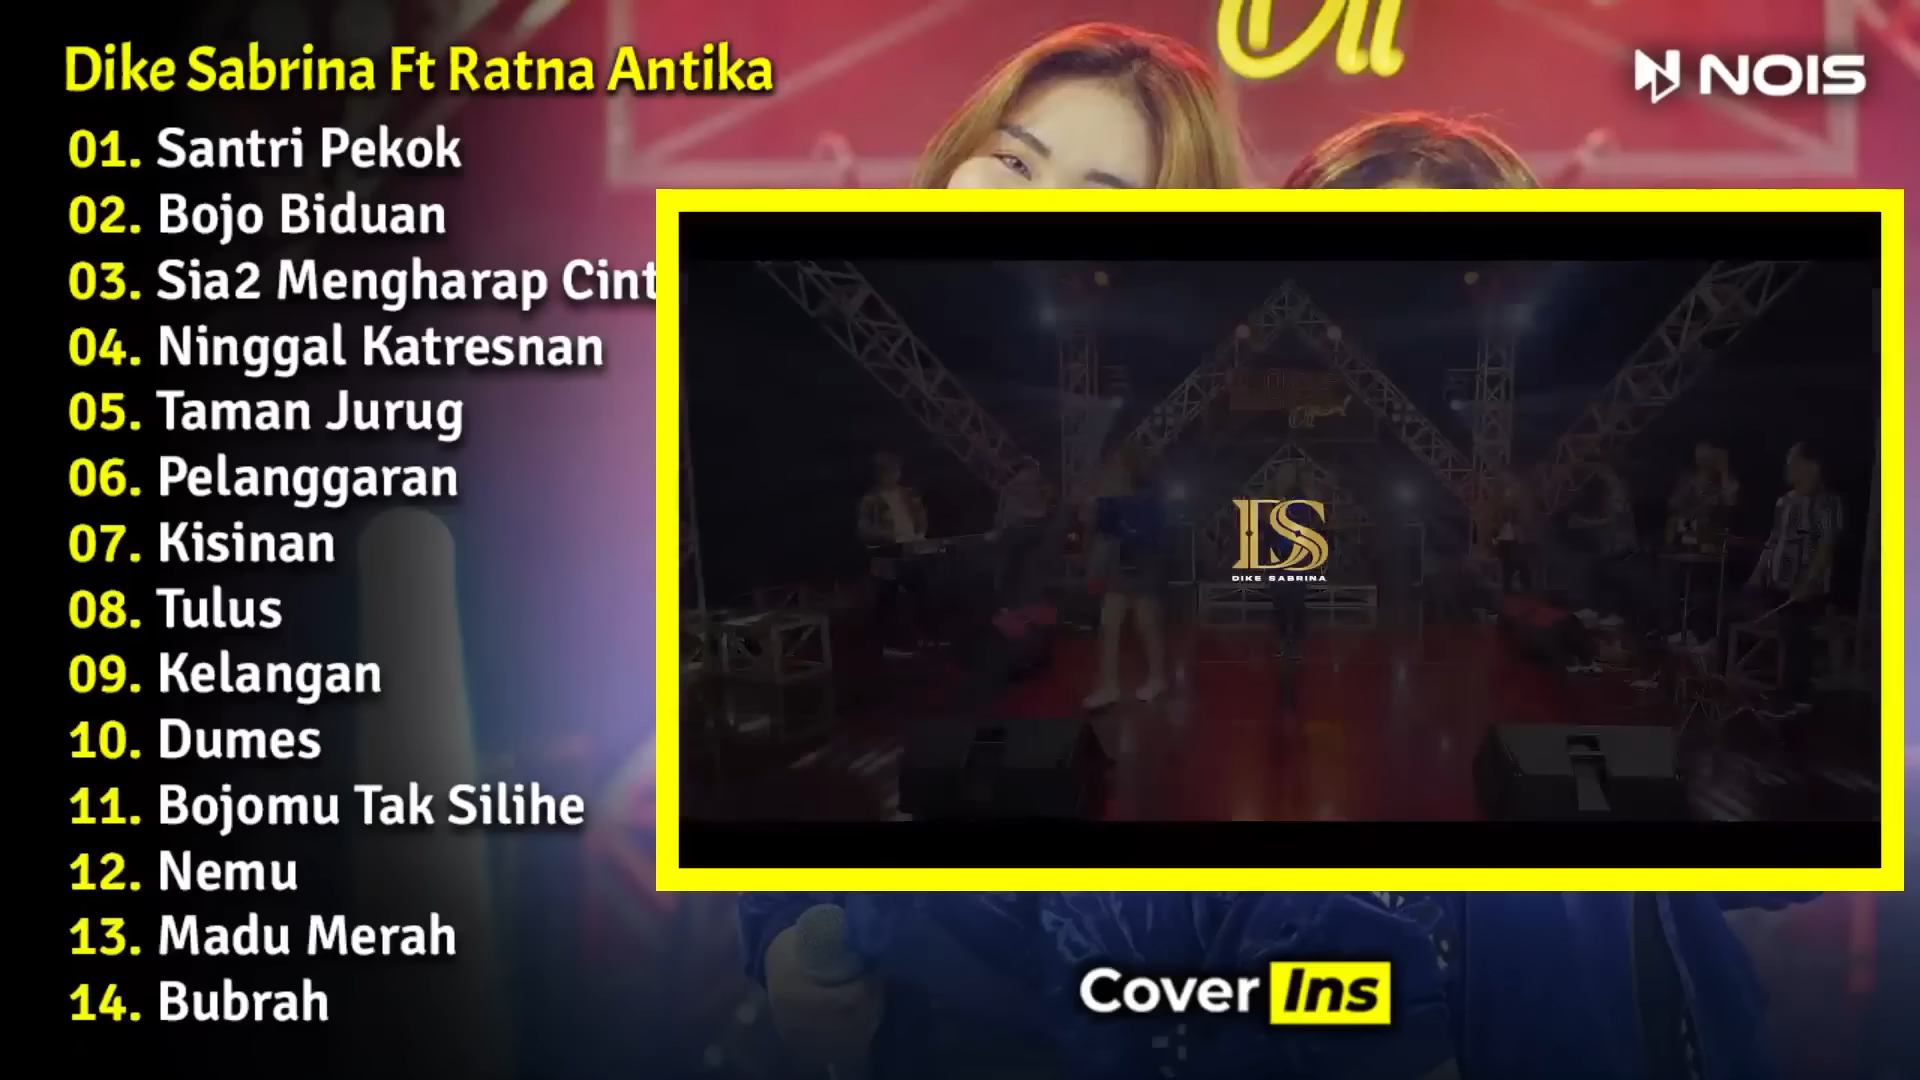 Dike Sabrina Ft Ratna Antika
NOIS
01. Santri Pekok
02. Bojo Biduan
03. Sia2 Mengharap Cint
04. Ninggal Katresnan
05. Taman Jurug
06. Pelanggaran
07. Kisinan
08. Tulus
09. Kelangan
10. Dumes
11. Bojomu Tak Silihe
12. Nemu
13. Madu Merah
14. Bubrah
DS
DIKE SABRINA
Cover Ins